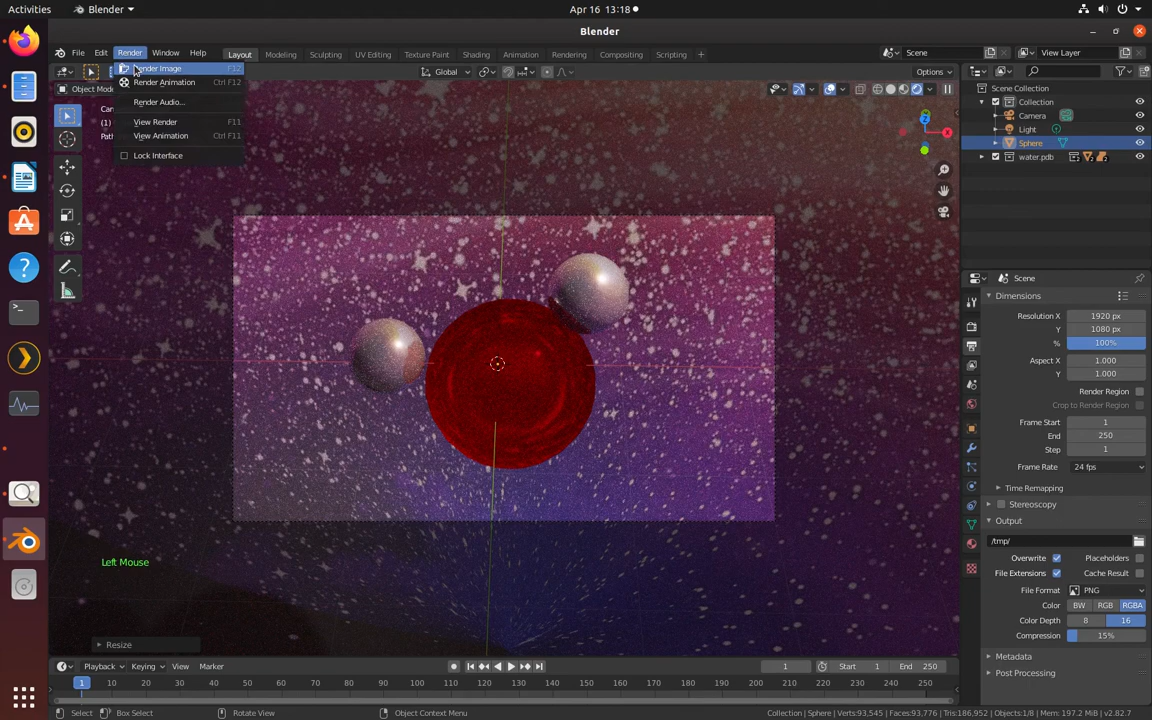 Activities
Blender
Apr 16 13:18
Blender
File Edit Render Window Help
Layout Modeling Sculpting UV Editing Texture Paint Shading Animation Rendering Compositing Scripting +
Scene
View Layer
Global
Options
Object Mode
Render Image F12
Render Animation Ctrl F12
Render Audio...
View Render F11
View Animation Ctrl F11
Lock Interface
(1)
Z
X
Left Mouse
Resize
Scene Collection
Collection
Camera
Light
Sphere
water.pdb
Scene
Dimensions
Resolution X 1920 px
Y 1080 px
% 100%
Aspect X 1.000
Y 1.000
Render Region
Crop to Render Region
Frame Start 1
End 250
Step 1
Frame Rate 24 fps
Time Remapping
Stereoscopy
Output
/tmp/
Overwrite Placeholders
File Extensions Cache Result
File Format PNG
Color BW RGB RGBA
Color Depth 8 16
Compression 15%
Metadata
Post Processing
Playback Keying View Marker
1 Start 1 End 250
1 10 20 30 40 50 60 70 80 90 100 110 120 130 140 150 160 170 180 190 200 210 220 230 240 250
Select Box Select Rotate View Object Context Menu
Collection | Sphere | Verts:93,545 | Faces:93,776 | Tris:186,952 | Objects:1/8 | Mem: 197.2 MiB | v2.82.7